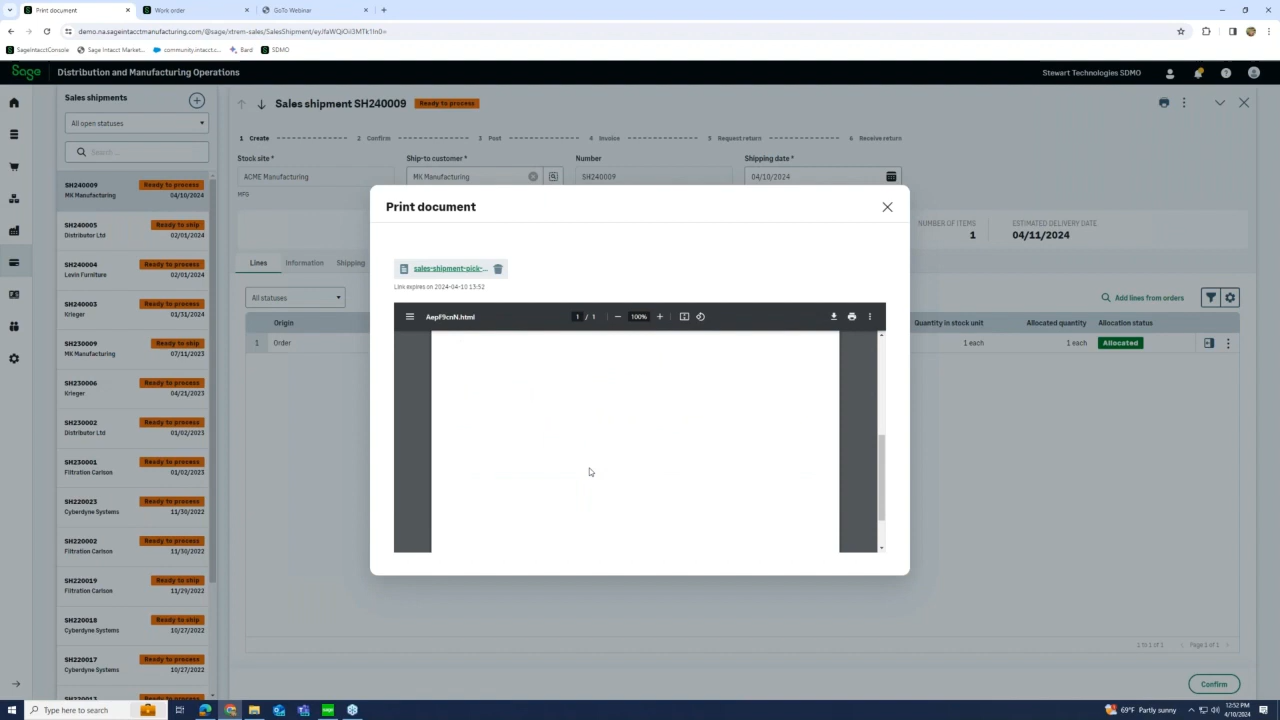 Print document
Work order
GoTo Webinar
demo.na.sageintacctmanufacturing.com/@sage/xtrem-sales/SalesShipment/eyJfaWQiOiI3MTk1In0=
SageIntacctConsole
Sage Intacct Market...
community.intacct.c...
Bard
SDMO
Sage
Distribution and Manufacturing Operations
Stewart Technologies SDMO
Sales shipments
All open statuses
Search...
SH240009 Ready to process
MK Manufacturing 04/10/2024
SH240005 Ready to ship
Distributor Ltd 02/01/2024
SH240004 Ready to process
Levin Furniture 02/01/2024
SH240003 Ready to process
Krieger 01/31/2024
SH230009 Ready to ship
MK Manufacturing 07/11/2023
SH230006 Ready to process
Krieger 04/21/2023
SH230002 Ready to process
Distributor Ltd 01/02/2023
SH230001 Ready to process
Filtration Carlson 01/02/2023
SH220023 Ready to process
Cyberdyne Systems 11/30/2022
SH220002 Ready to process
Filtration Carlson 11/30/2022
SH220019 Ready to ship
Filtration Carlson 11/29/2022
SH220018 Ready to ship
Cyberdyne Systems 10/27/2022
SH220017 Ready to process
Cyberdyne Systems 10/27/2022
SH220013 Ready to process
Sales shipment SH240009 Ready to process
1 Create
2 Confirm
3 Post
4 Invoice
5 Request return
6 Receive return
Stock site *
Ship-to customer *
Number
Shipping date *
ACME Manufacturing
MK Manufacturing
SH240009
04/10/2024
MFG
NUMBER OF ITEMS
1
ESTIMATED DELIVERY DATE
04/11/2024
Lines
Information
Shipping
All statuses
Add lines from orders
Origin
Quantity in stock unit
Allocated quantity
Allocation status
1
Order
1 each
1 each
Allocated
Print document
sales-shipment-pick-...
Link expires on 2024-04-10 13:52
AepF9cnN.html
1 / 1
100%
1 to 1 of 1
Page 1 of 1
Confirm
Type here to search
69°F Partly sunny
12:52 PM
4/10/2024